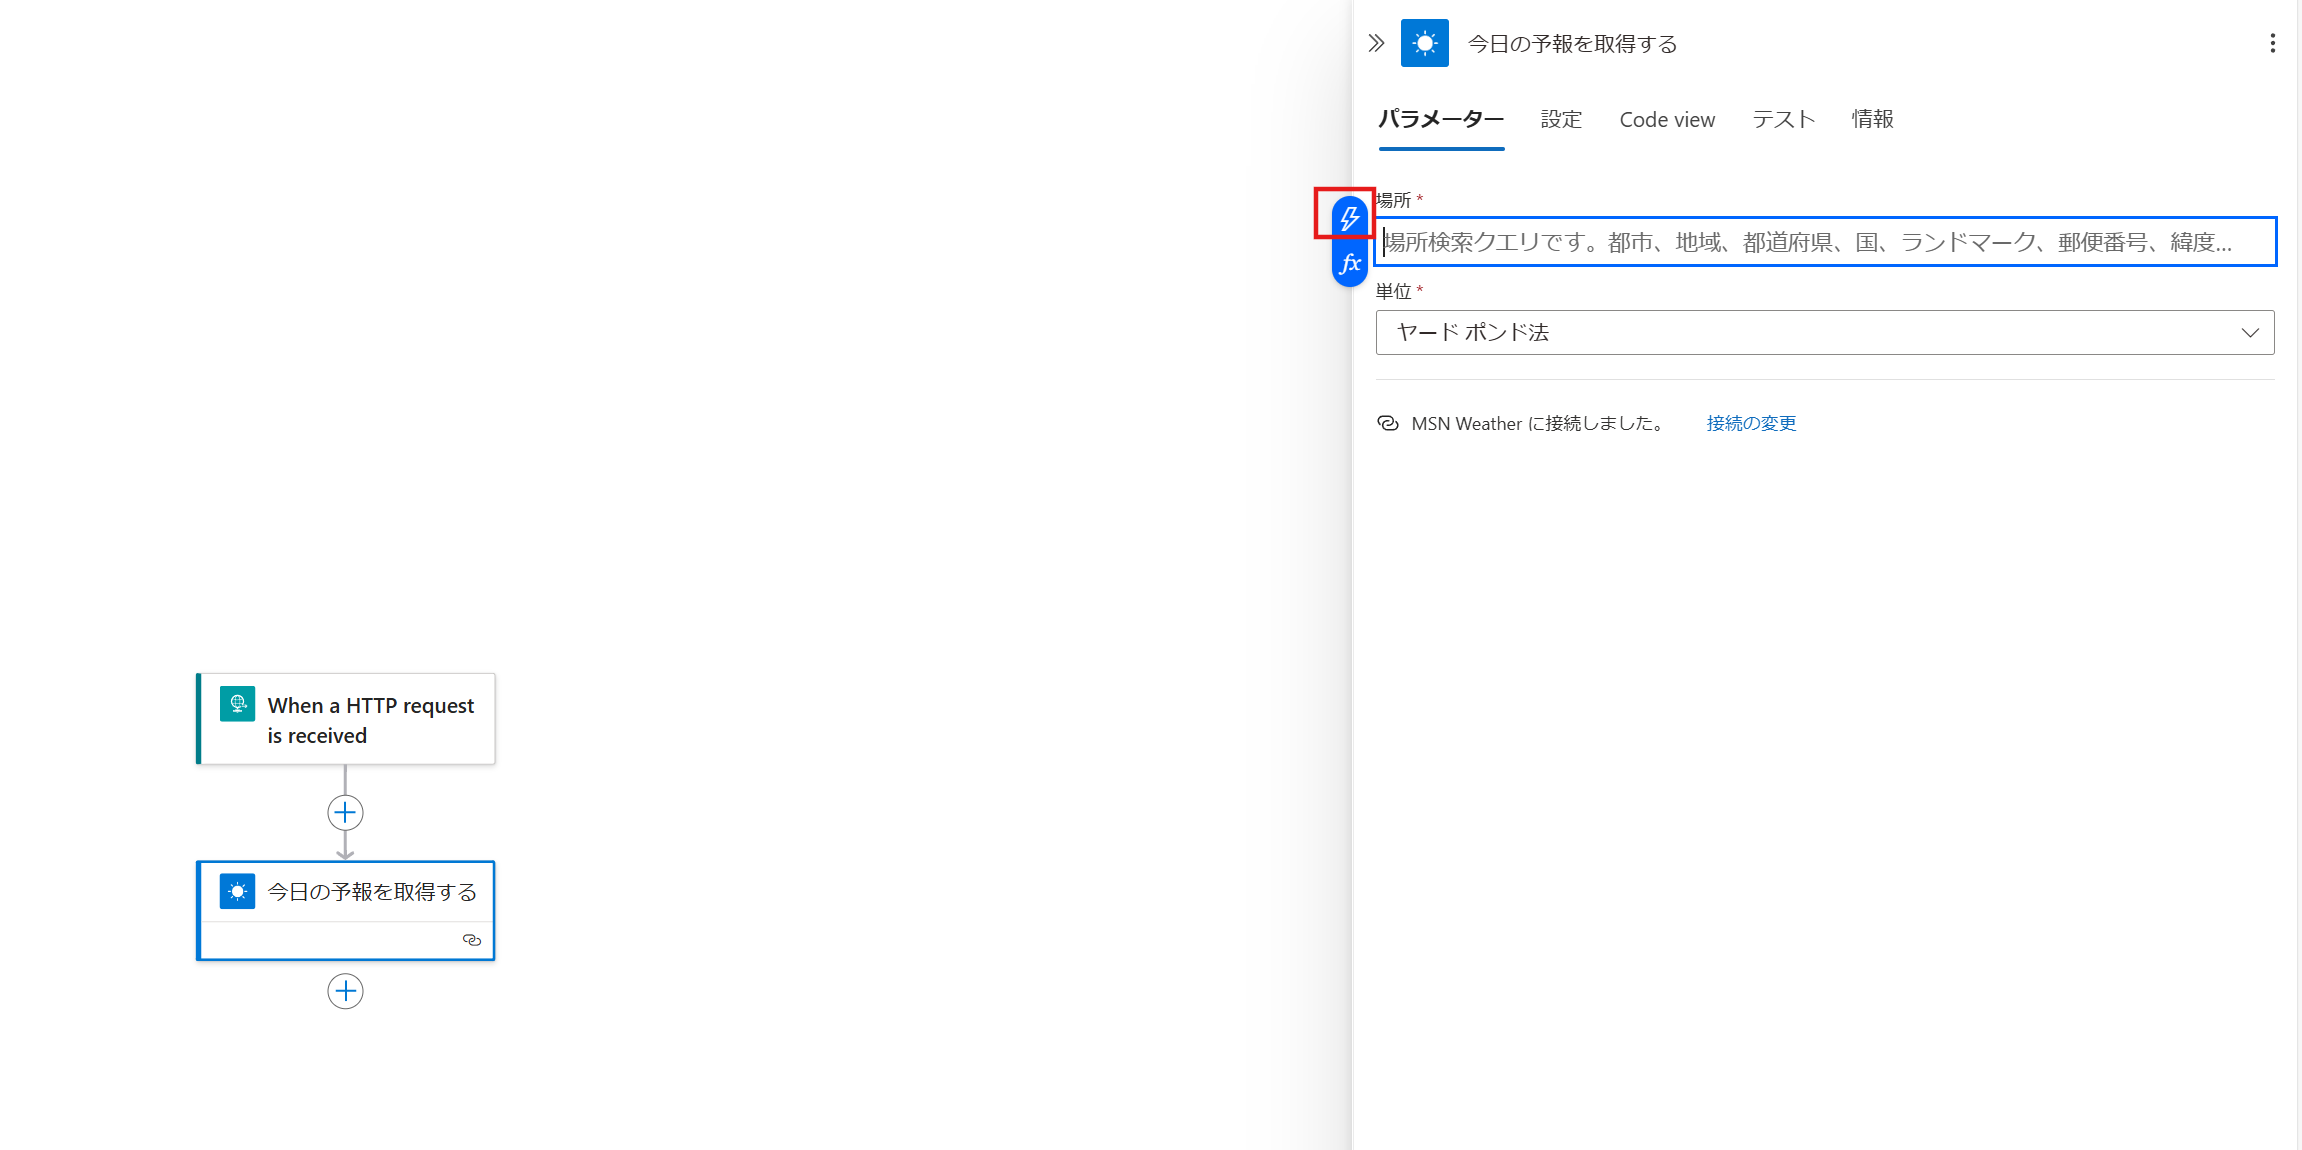 今日の予報を取得する
パラメーター 設定 Code view テスト 情報
場所 *
場所検索クエリです。都市、地域、都道府県、国、ランドマーク、郵便番号、緯度...
fx
単位 *
ヤード ポンド法
MSN Weather に接続しました。 接続の変更
When a HTTP request
is received
今日の予報を取得する